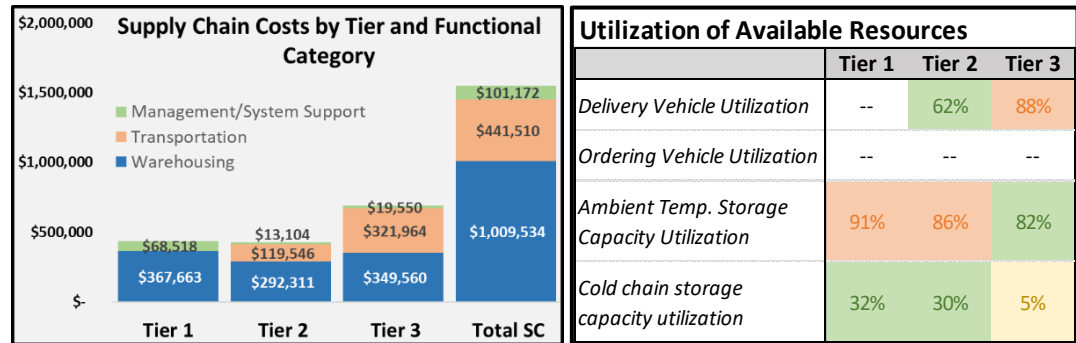 Supply Chain Costs by Tier and Functional
Category
$2,000,000
$1,500,000
$1,000,000
$500,000
$-
Management/System Support
Transportation
Warehousing
$68,518
$367,663
$13,104
$119,546
$292,311
$19,550
$321,964
$349,560
$101,172
$441,510
$1,009,534
Tier 1 Tier 2 Tier 3 Total SC
Utilization of Available Resources
Tier 1 Tier 2 Tier 3
Delivery Vehicle Utilization -- 62% 88%
Ordering Vehicle Utilization -- -- --
Ambient Temp. Storage
Capacity Utilization
91% 86% 82%
Cold chain storage
capacity utilization
32% 30% 5%